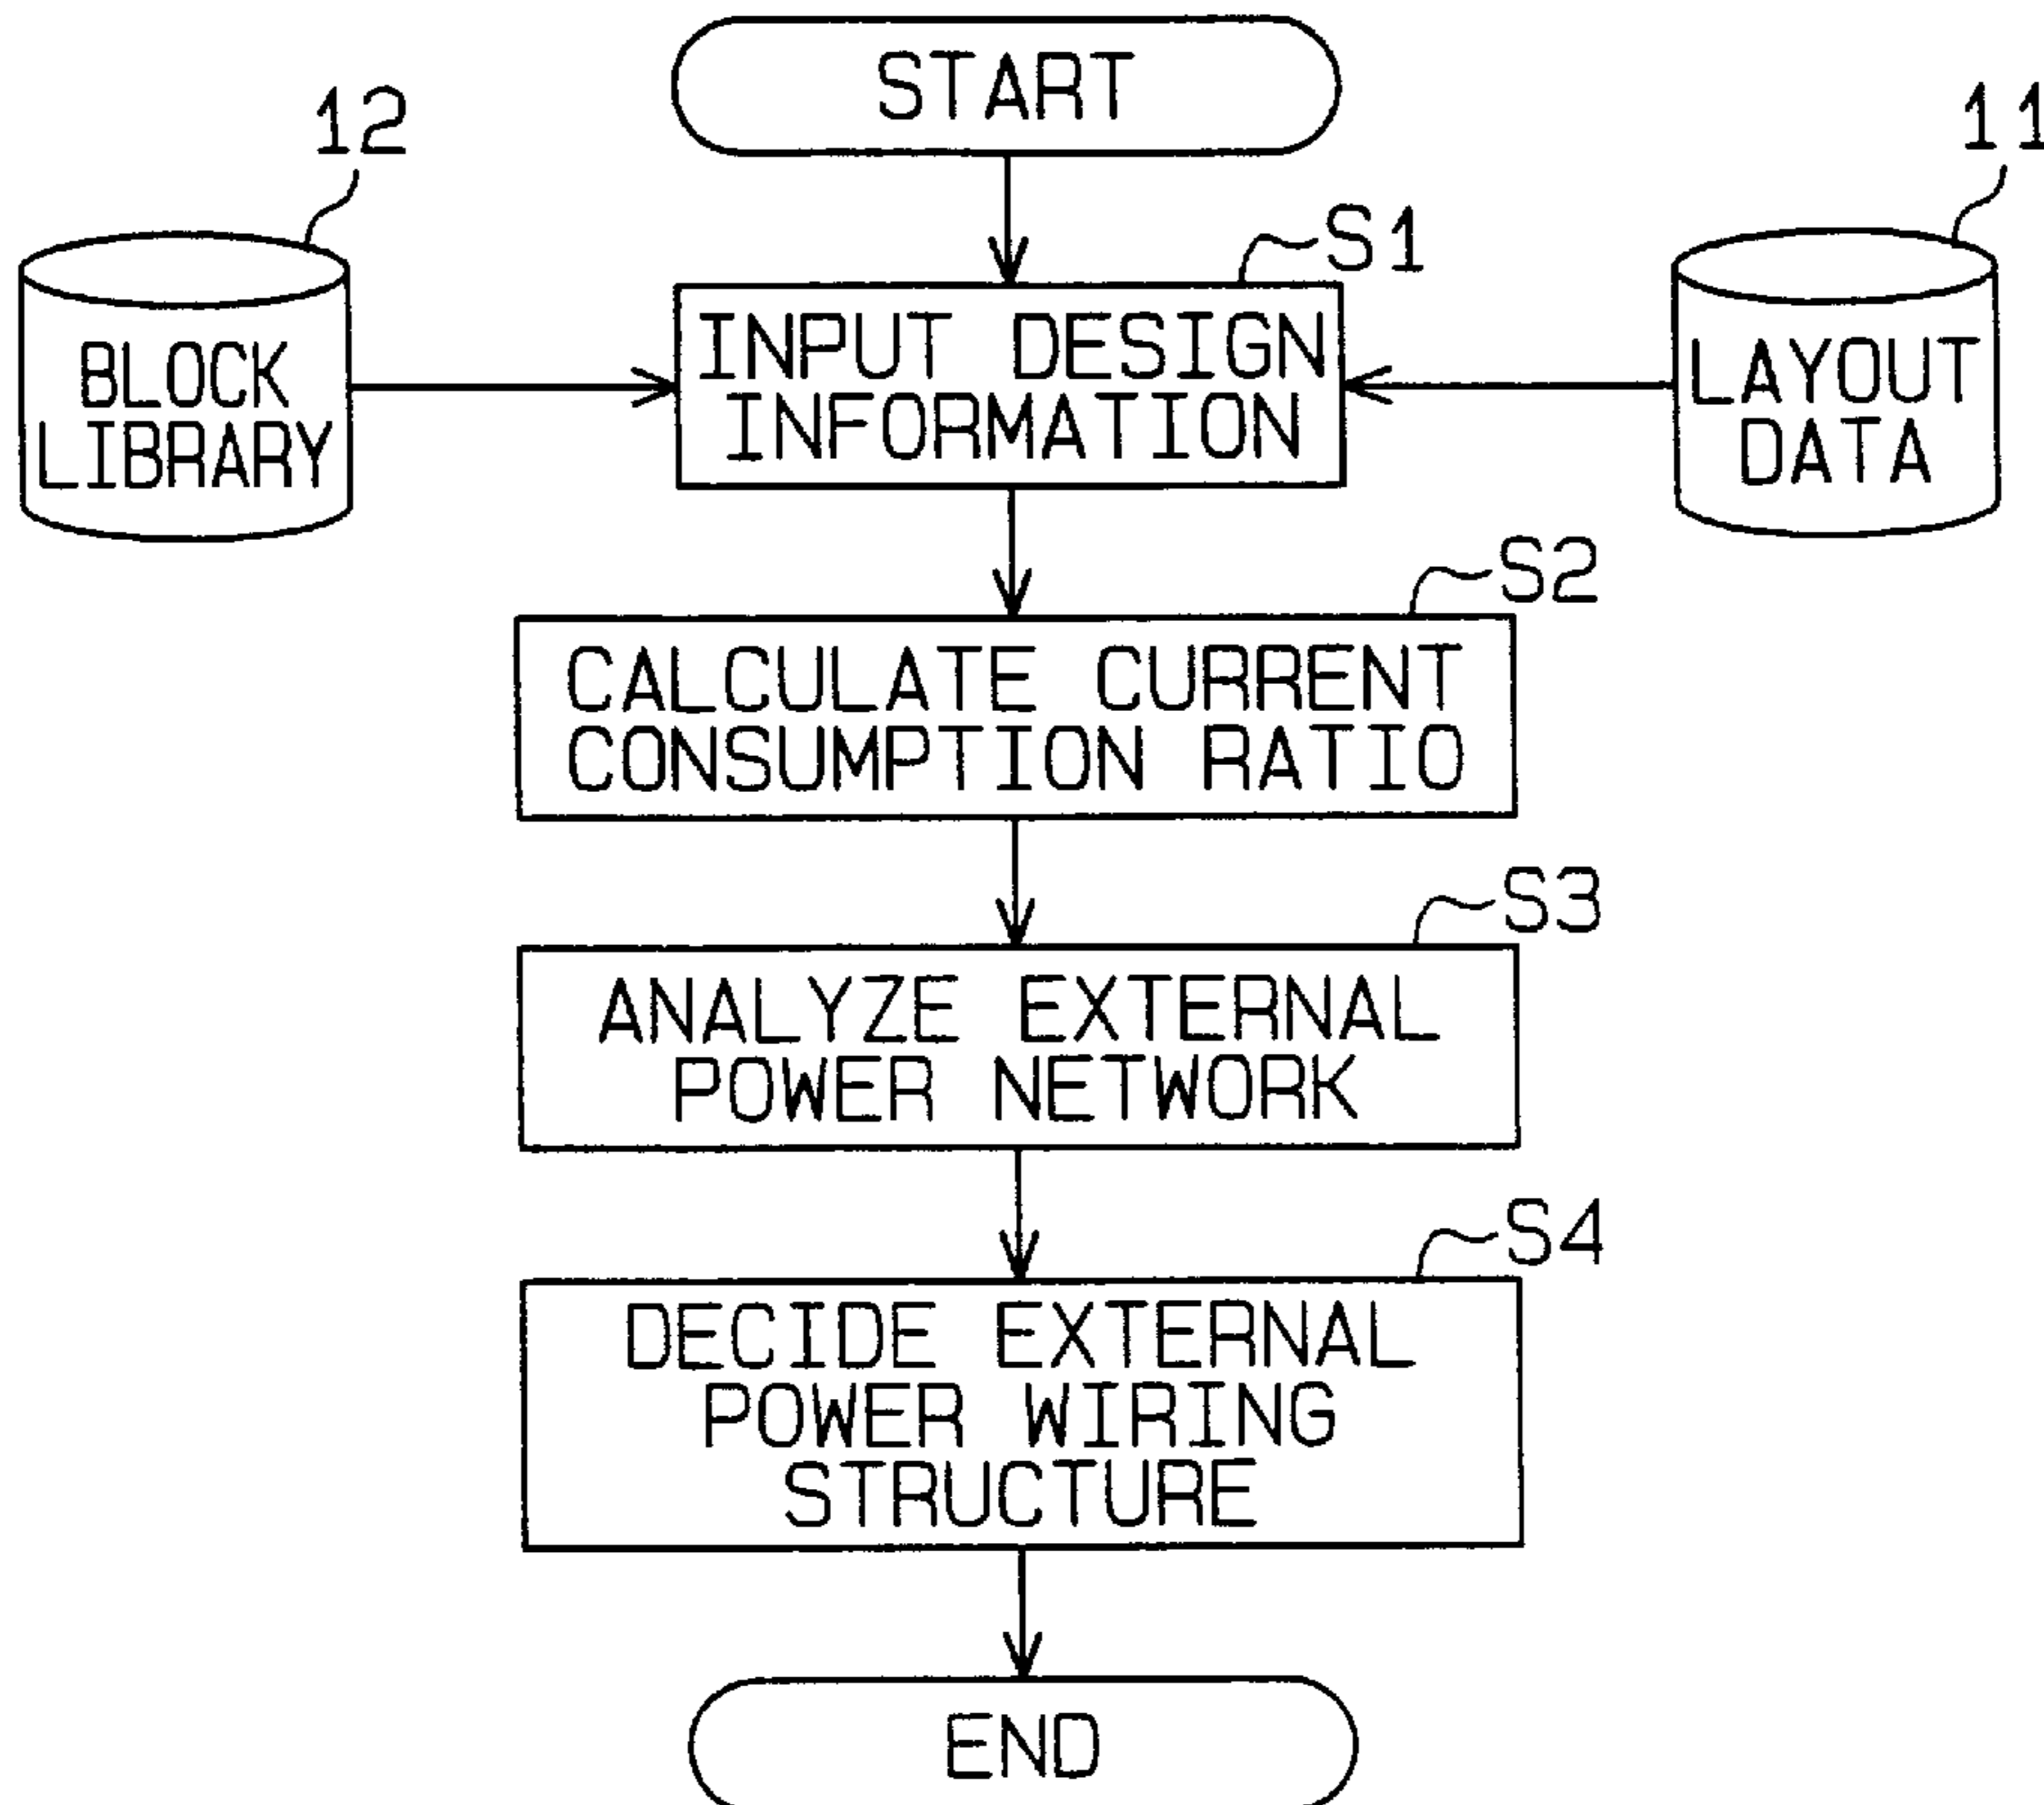 START
12
11
S1
INPUT DESIGN
INFORMATION
BLOCK
LIBRARY
LAYOUT
DATA
S2
CALCULATE CURRENT
CONSUMPTION RATIO
S3
ANALYZE EXTERNAL
POWER NETWORK
S4
DECIDE EXTERNAL
POWER WIRING
STRUCTURE
END